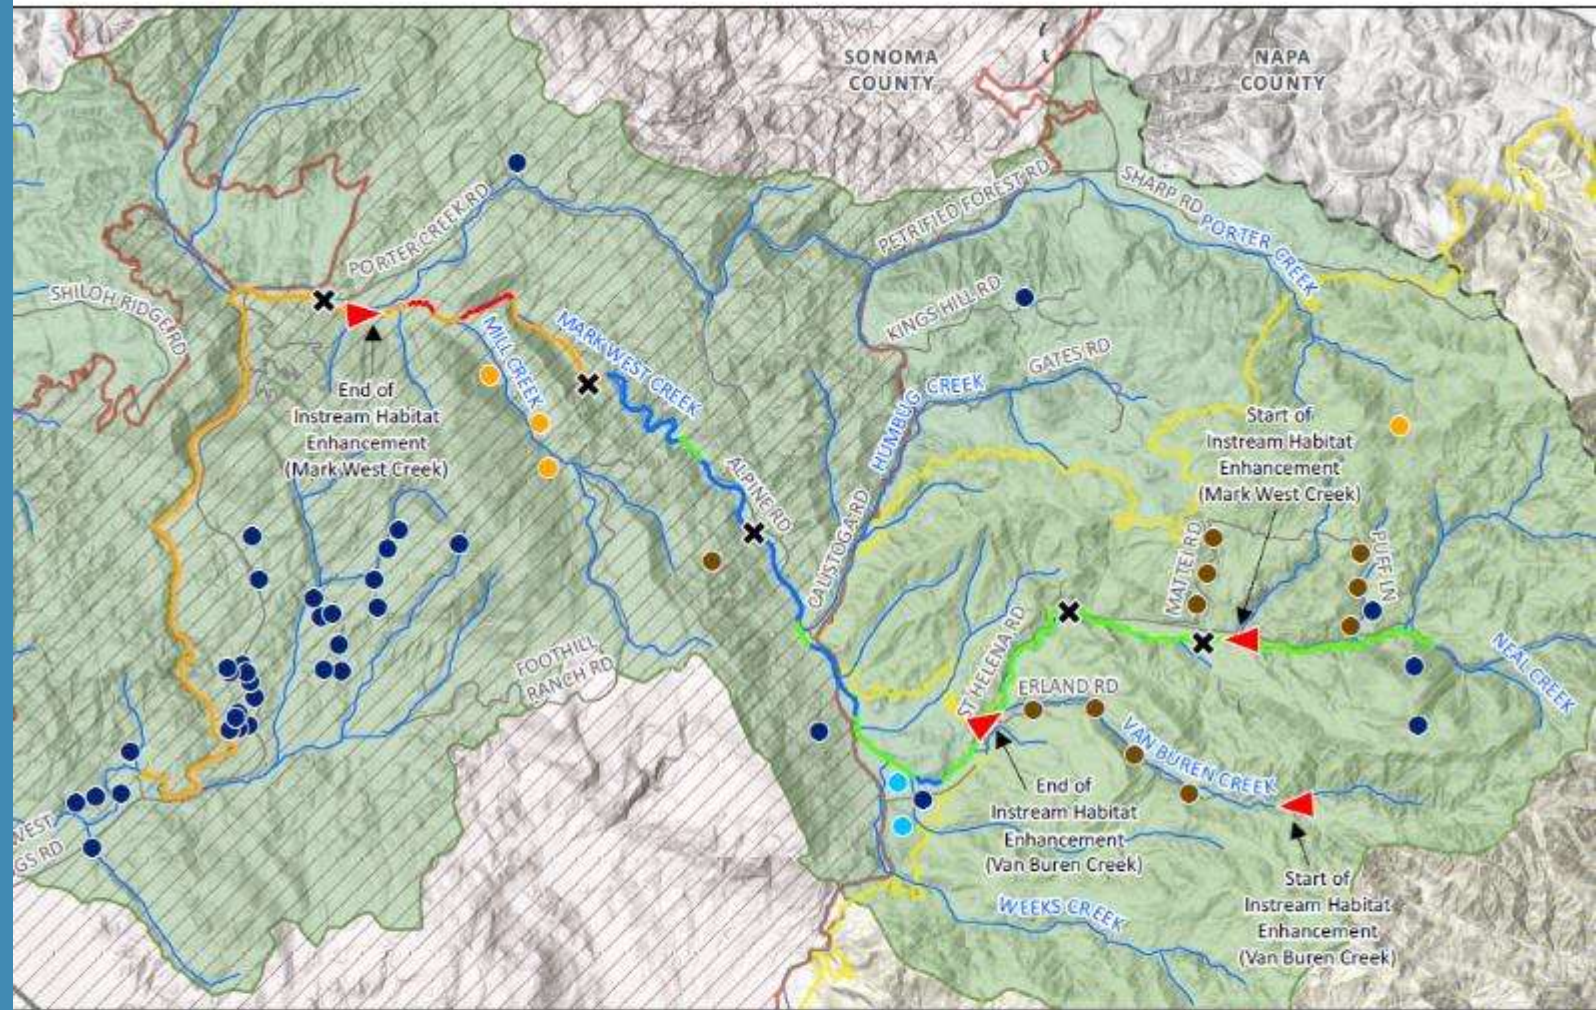 SONOMA
COUNTY
NAPA
COUNTY
PETRIFIED FOREST RD
SHARP RD
PORTER CREEK
PORTER CREEK RD
SHILOH RIDGE RD
KINGS HILL RD
MILL CREEK
MARK WEST CREEK
GATES RD
HUMBUG CREEK
End of
Instream Habitat
Enhancement
(Mark West Creek)
Start of
Instream Habitat
Enhancement
(Mark West Creek)
ALPINE RD
CALISTOGA RD
MATTEI RD
PUFF LN
ST HELENA RD
ERLAND RD
NEAL CREEK
FOOTHILL
RANCH RD
VAN BUREN CREEK
End of
Instream Habitat
Enhancement
(Van Buren Creek)
WEST
GS RD
Start of
Instream Habitat
Enhancement
(Van Buren Creek)
WEEKS CREEK